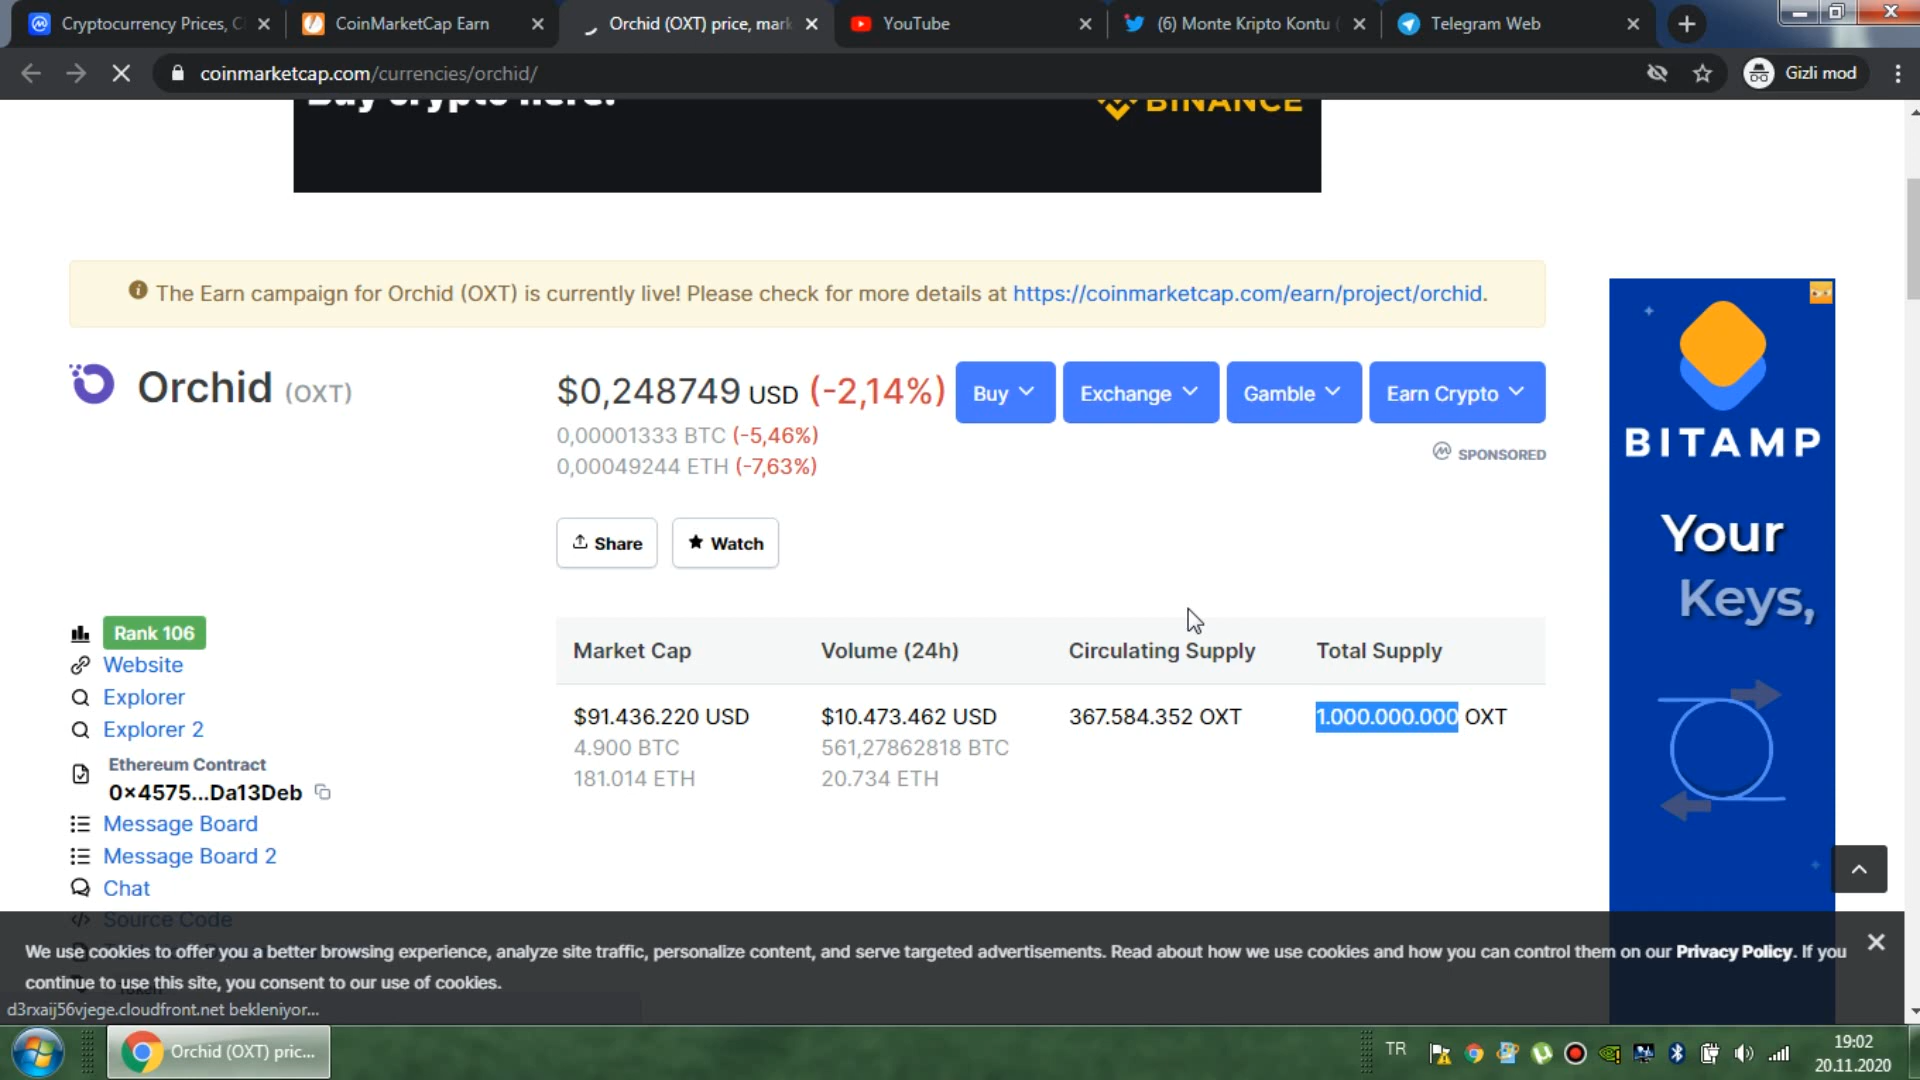 Cryptocurrency Prices, C
CoinMarketCap Earn
Orchid (OXT) price, mark
YouTube
(6) Monte Kripto Kontu (
Telegram Web
coinmarketcap.com/currencies/orchid/
Gizli mod
Buy crypto here.
BINANCE
The Earn campaign for Orchid (OXT) is currently live! Please check for more details at https://coinmarketcap.com/earn/project/orchid.
Orchid (OXT)
$0,248749 USD (-2,14%)
Buy
Exchange
Gamble
Earn Crypto
0,00001333 BTC (-5,46%)
0,00049244 ETH (-7,63%)
SPONSORED
Share
Watch
BITAMP
Your
Keys,
Rank 106
Website
Explorer
Explorer 2
Ethereum Contract
0x4575...Da13Deb
Message Board
Message Board 2
Chat
Source Code
Market Cap
Volume (24h)
Circulating Supply
Total Supply
$91.436.220 USD
$10.473.462 USD
367.584.352 OXT
1.000.000.000 OXT
4.900 BTC
561,27862818 BTC
181.014 ETH
20.734 ETH
We use cookies to offer you a better browsing experience, analyze site traffic, personalize content, and serve targeted advertisements. Read about how we use cookies and how you can control them on our Privacy Policy. If you
continue to use this site, you consent to our use of cookies.
d3rxaij56vjege.cloudfront.net bekleniyor...
Orchid (OXT) pric...
TR
19:02
20.11.2020